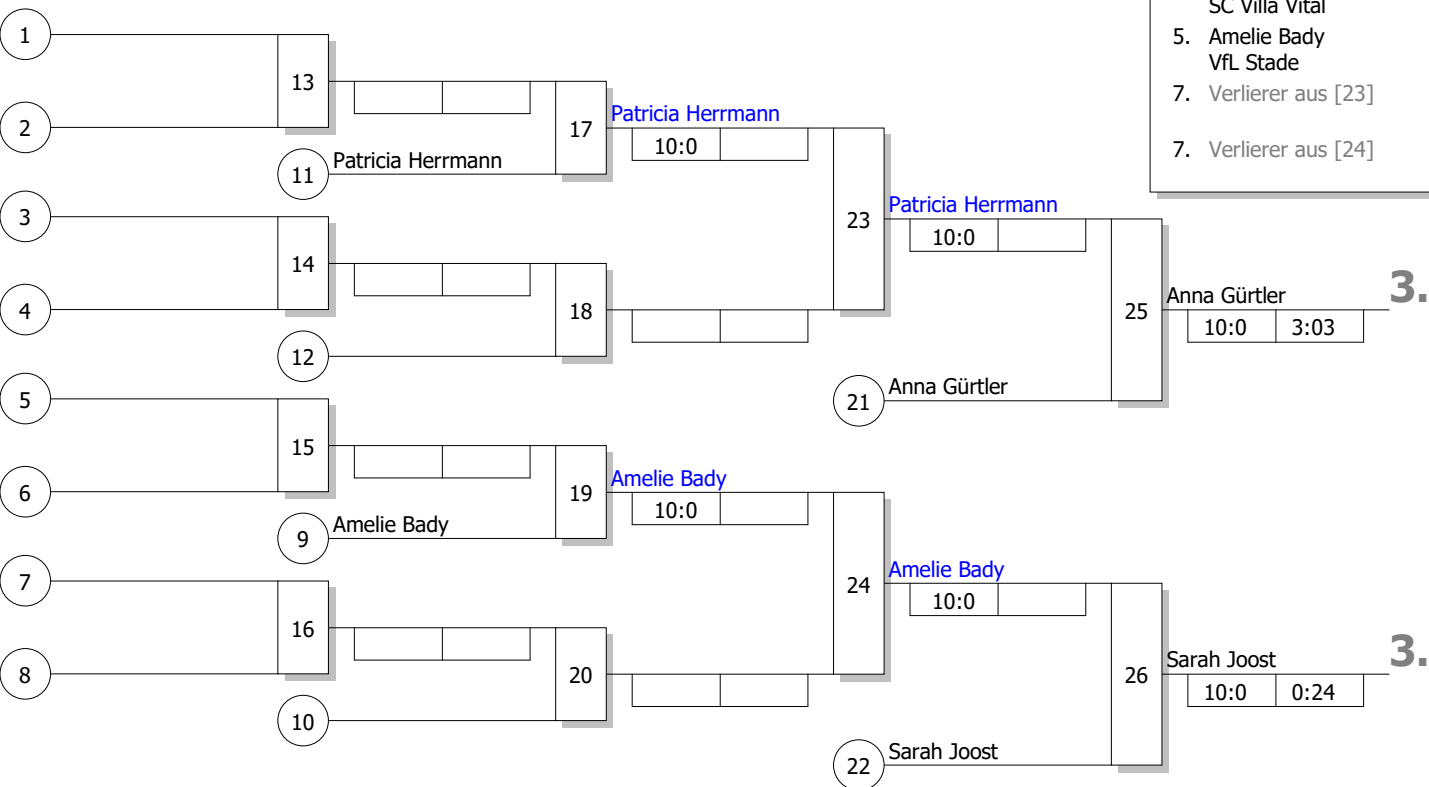 SC Villa Vital
5. Amelie Bady
VfL Stade
7. Verlierer aus [23]
7. Verlierer aus [24]
1
13
2
17
Patricia Herrmann
10:0
11
Patricia Herrmann
3
23
Patricia Herrmann
10:0
14
4
18
25
Anna Gürtler
3.
10:0
3:03
12
5
21
Anna Gürtler
15
6
19
Amelie Bady
10:0
9
Amelie Bady
7
24
Amelie Bady
10:0
16
8
20
26
Sarah Joost
3.
10:0
0:24
10
22
Sarah Joost